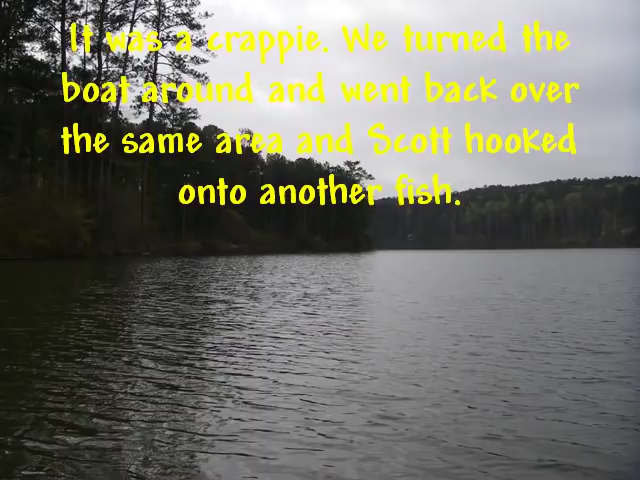 It was a crappie. We turned the
boat around and went back over
the same area and Scott hooked
onto another fish.